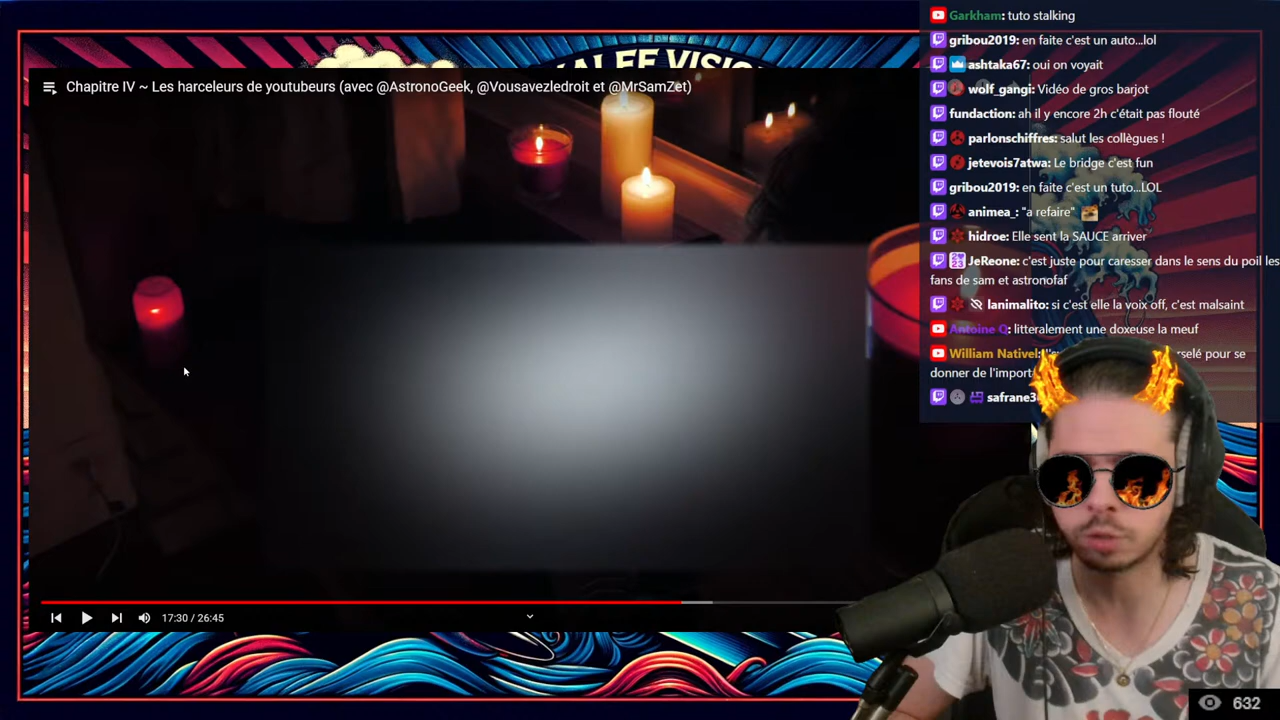 KALEE VISION
Chapitre IV ~ Les harceleurs de youtubeurs (avec @AstronoGeek, @Vousavezledroit et @MrSamZet)
17:30 / 26:45
Garkham: tuto stalking
gribou2019: en faite c'est un auto...lol
ashtaka67: oui on voyait
wolf_gangi: Vidéo de gros barjot
fundaction: ah il y encore 2h c'était pas flouté
parlonschiffres: salut les collègues !
jetevois7atwa: Le bridge c'est fun
gribou2019: en faite c'est un tuto...LOL
animea_: "a refaire"
hidroe: Elle sent la SAUCE arriver
JeReone: c'est juste pour caresser dans le sens du poil les
fans de sam et astronofaf
lanimalito: si c'est elle la voix off, c'est malsaint
Antoine Q: litteralement une doxeuse la meuf
William Nativel: rselé pour se
donner de l'import
632